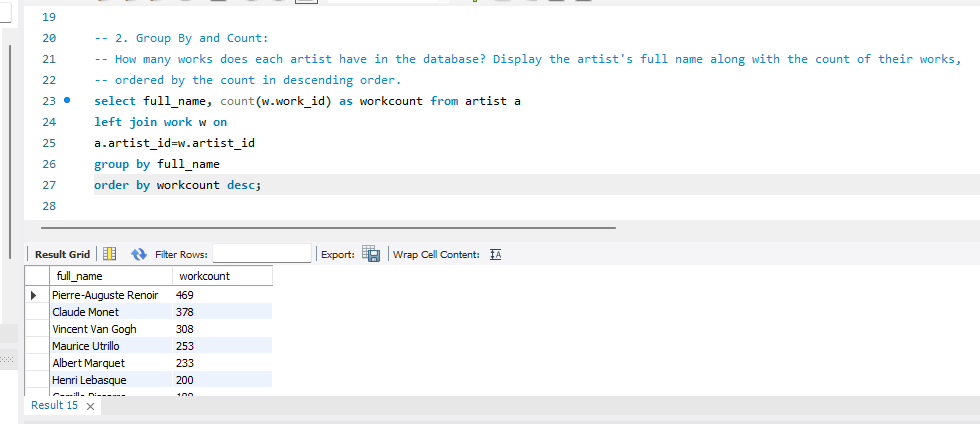 19
20 -- 2. Group By and Count:
21 -- How many works does each artist have in the database? Display the artist's full name along with the count of their works,
22 -- ordered by the count in descending order.
23 select full_name, count(w.work_id) as workcount from artist a
24 left join work w on
25 a.artist_id=w.artist_id
26 group by full_name
27 order by workcount desc;
28
Result Grid Filter Rows: Export: Wrap Cell Content: IA
full_name workcount
Pierre-Auguste Renoir 469
Claude Monet 378
Vincent Van Gogh 308
Maurice Utrillo 253
Albert Marquet 233
Henri Lebasque 200
Result 15